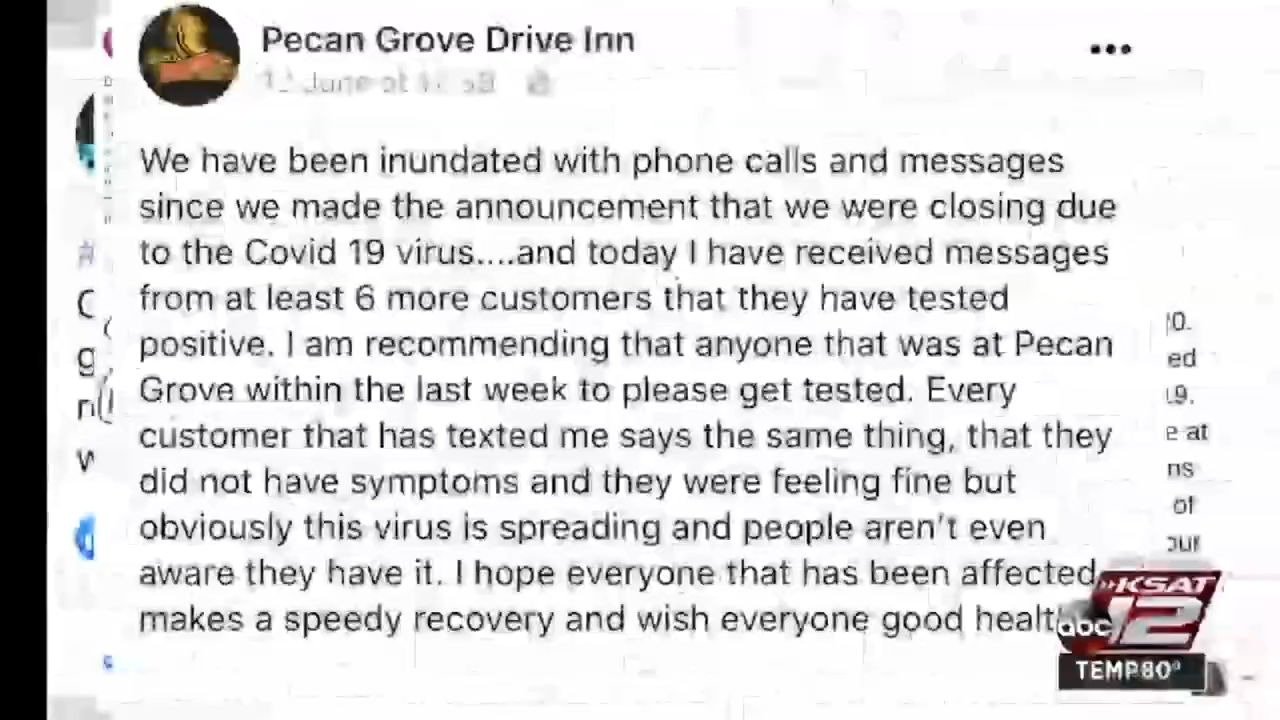 Pecan Grove Drive Inn
June at
We have been inundated with phone calls and messages
since we made the announcement that we were closing due
to the Covid 19 virus....and today I have received messages
from at least 6 more customers that they have tested
positive. I am recommending that anyone that was at Pecan
Grove within the last week to please get tested. Every
customer that has texted me says the same thing, that they
did not have symptoms and they were feeling fine but
obviously this virus is spreading and people aren't even
aware they have it. I hope everyone that has been affected
makes a speedy recovery and wish everyone good health
KSAT
abc 12
TEMP 80°